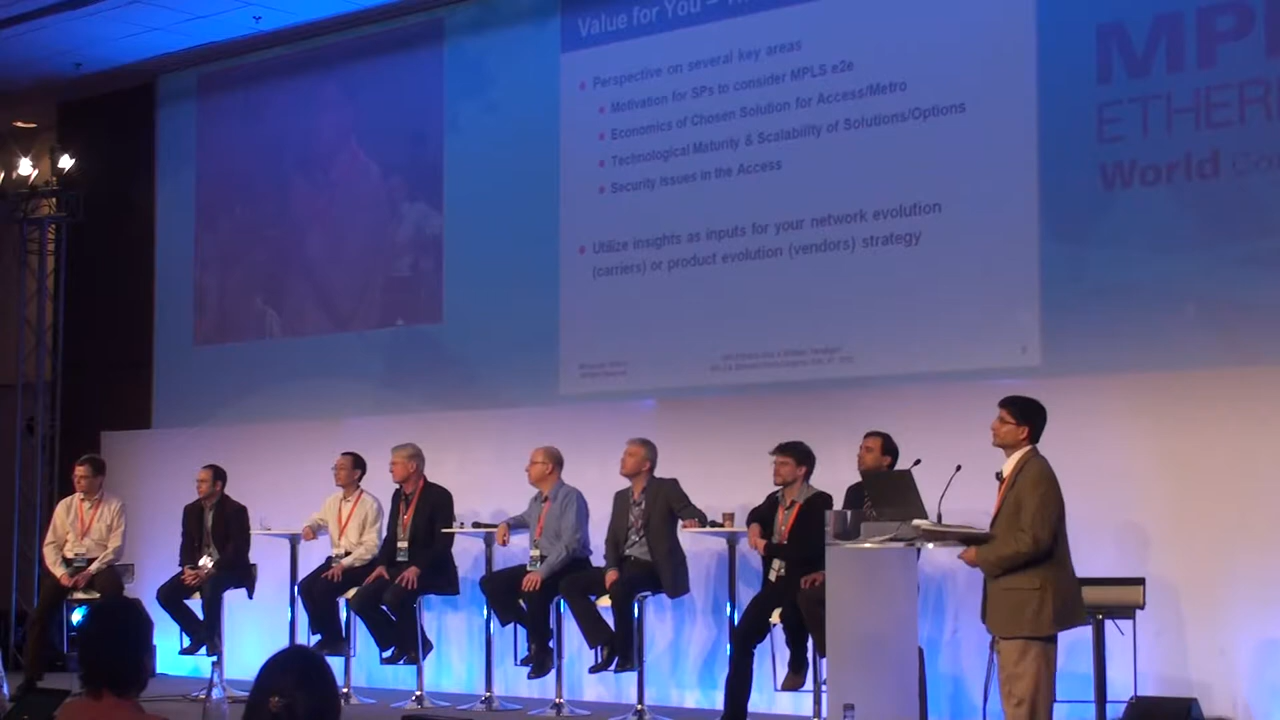 Value for You –
Perspective on several key areas
Motivation for SPs to consider MPLS e2e
Economics of Chosen Solution for Access/Metro
Technological Maturity & Scalability of Solutions/Options
Security Issues in the Access
Utilize insights as inputs for your network evolution
(carriers) or product evolution (vendors) strategy
MPL
ETHER
World